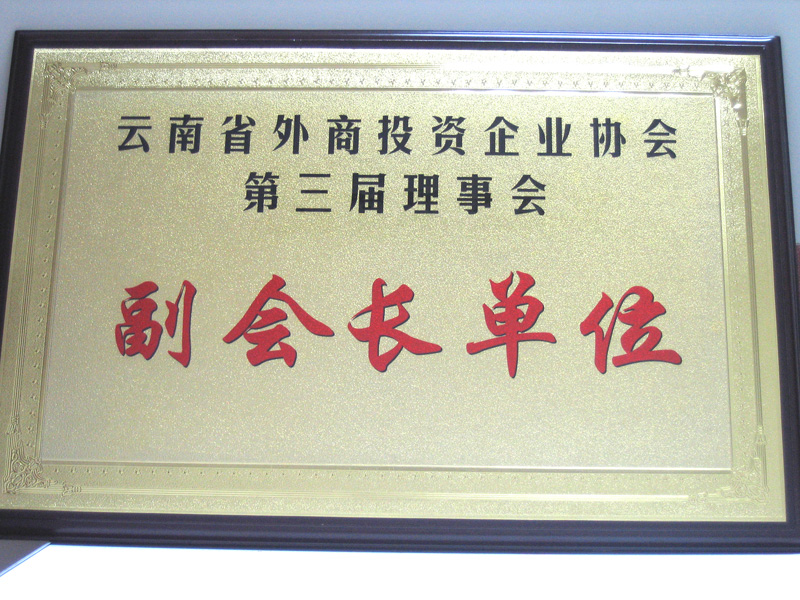 云南省外商投资企业协会
第三届理事会
副会长单位